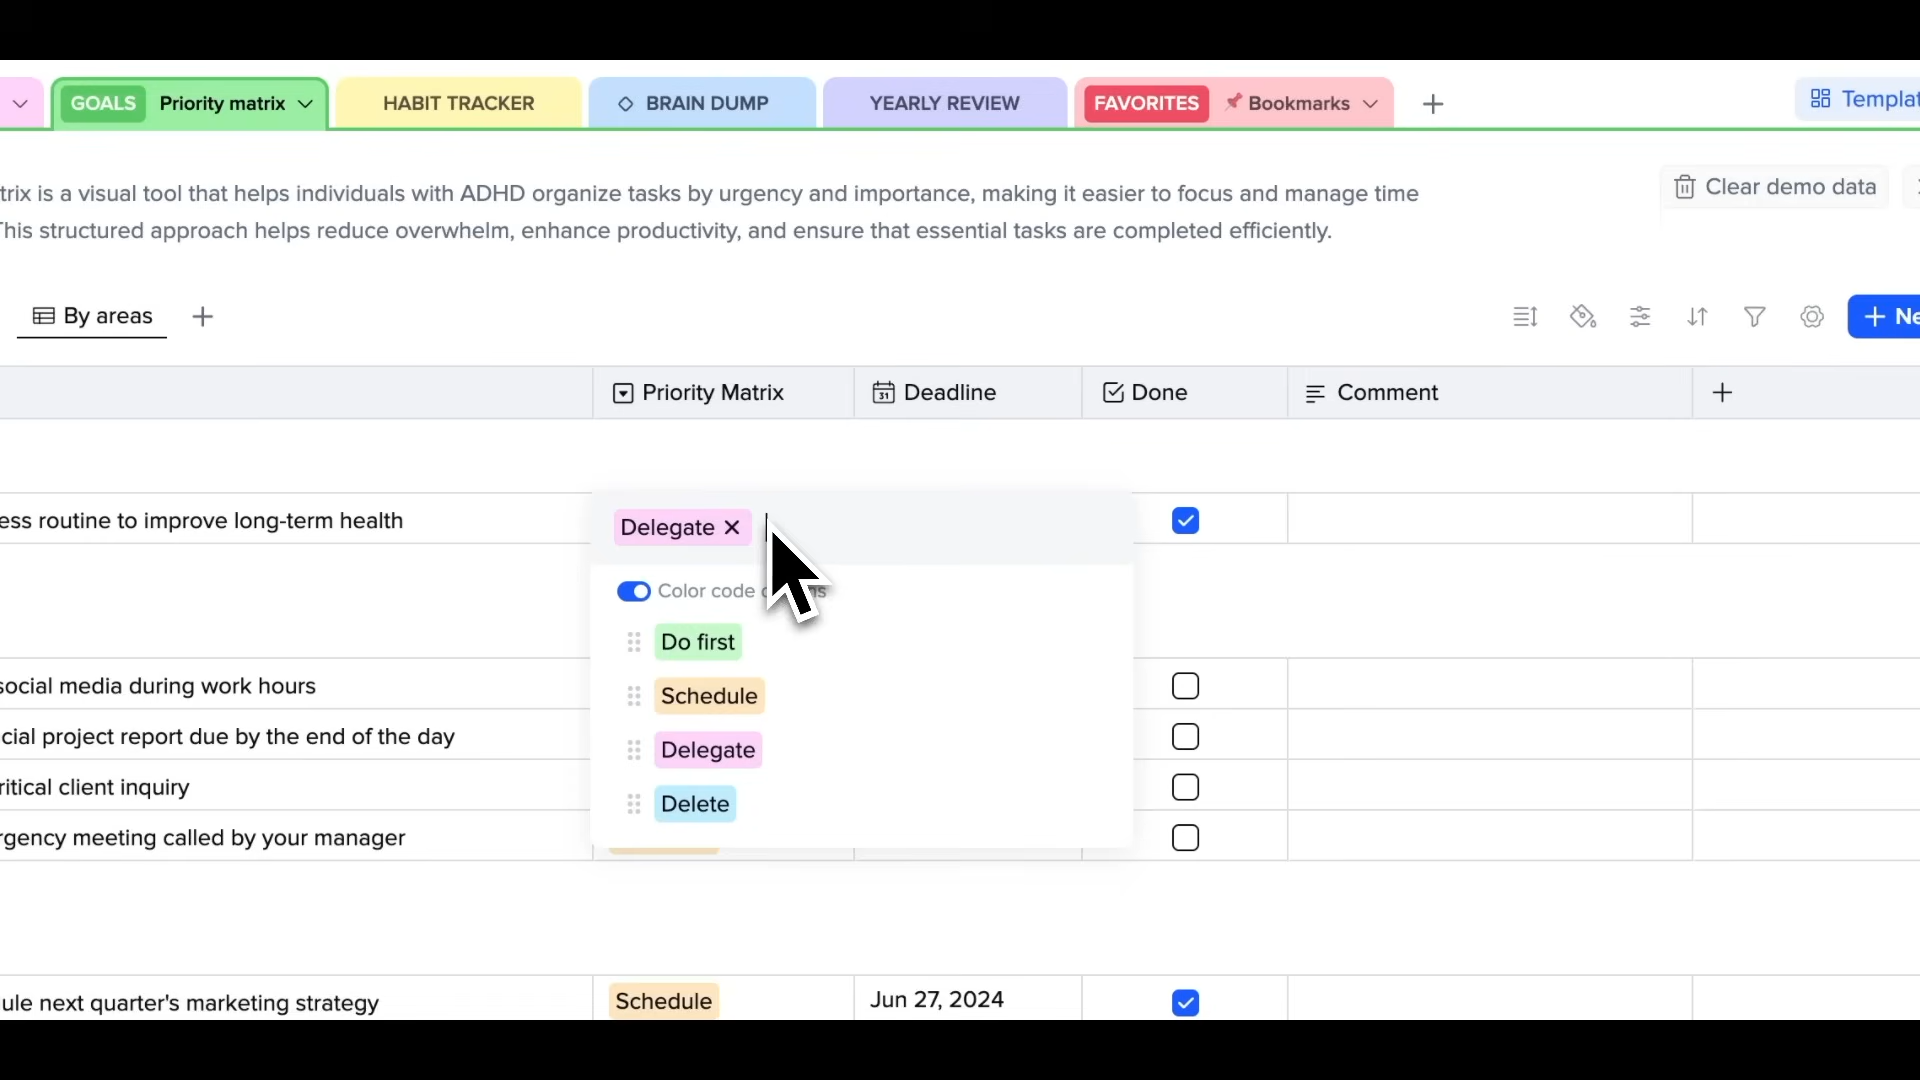 GOALS Priority matrix HABIT TRACKER BRAIN DUMP YEARLY REVIEW FAVORITES Bookmarks
trix is a visual tool that helps individuals with ADHD organize tasks by urgency and importance, making it easier to focus and manage time
This structured approach helps reduce overwhelm, enhance productivity, and ensure that essential tasks are completed efficiently.
Clear demo data
By areas
Priority Matrix Deadline Done Comment
ess routine to improve long-term health
Delegate
Color code
Do first
social media during work hours
Schedule
cial project report due by the end of the day
Delegate
ritical client inquiry
Delete
rgency meeting called by your manager
ule next quarter's marketing strategy Schedule Jun 27, 2024